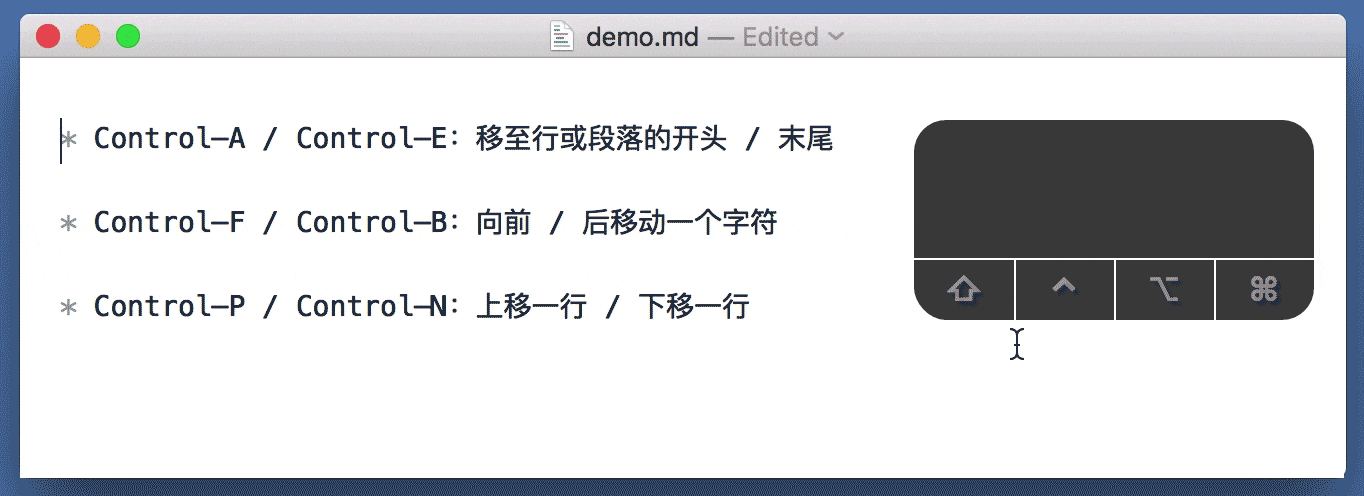 demo.md — Edited
* Control—A / Control—E：移至行或段落的开头 / 末尾
* Control—F / Control—B：向前 / 后移动一个字符
* Control—P / Control—N：上移一行 / 下移一行
⇧ ^ ⌥ ⌘